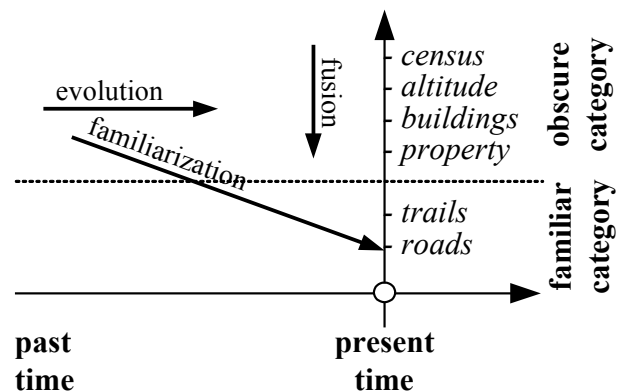 census
altitude
buildings
property
trails
roads
evolution
familiarization
fusion
obscure
category
familiar
category
past
time
present
time